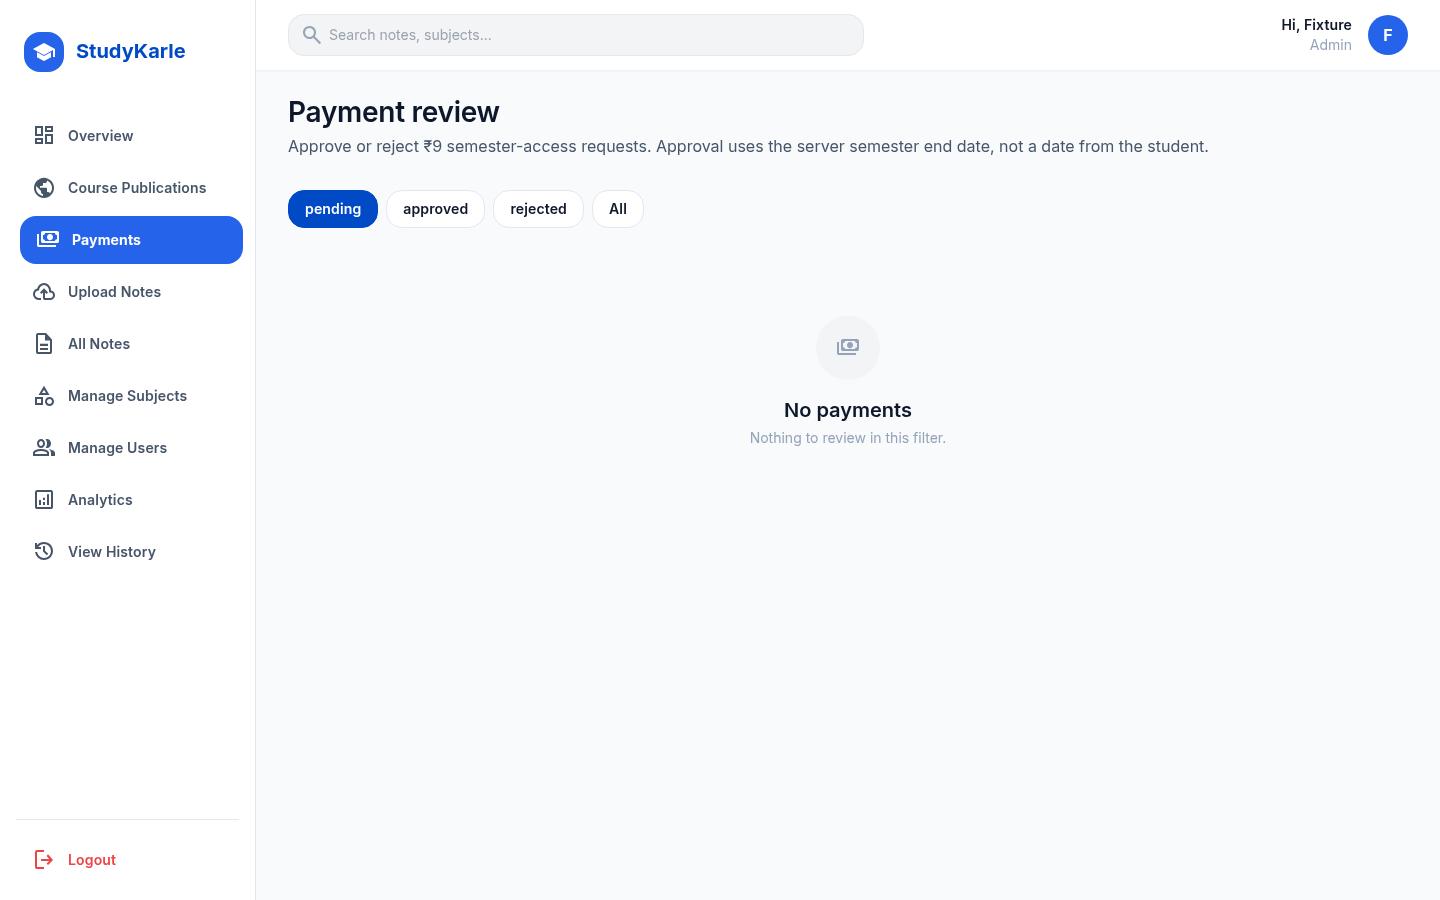 StudyKarle
Search notes, subjects...
Hi, Fixture
Admin
F
Overview
Course Publications
Payments
Upload Notes
All Notes
Manage Subjects
Manage Users
Analytics
View History
Logout
Payment review
Approve or reject ₹9 semester-access requests. Approval uses the server semester end date, not a date from the student.
pending
approved
rejected
All
No payments
Nothing to review in this filter.